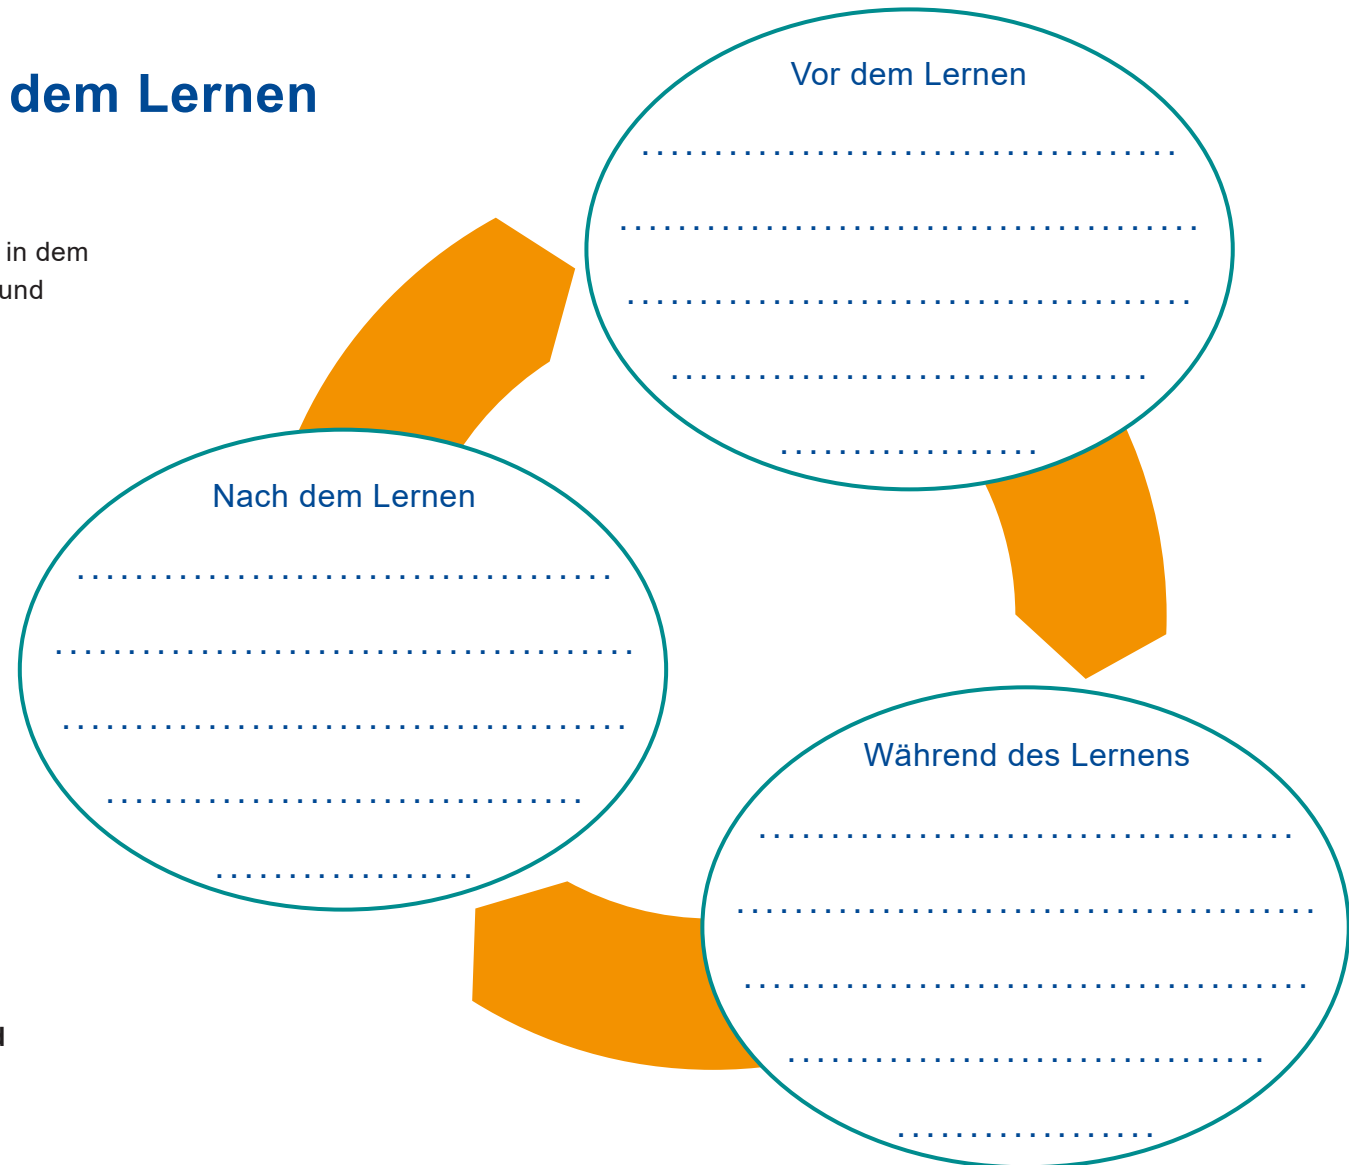 dem Lernen
in dem
und
Vor dem Lernen
Nach dem Lernen
Während des Lernens